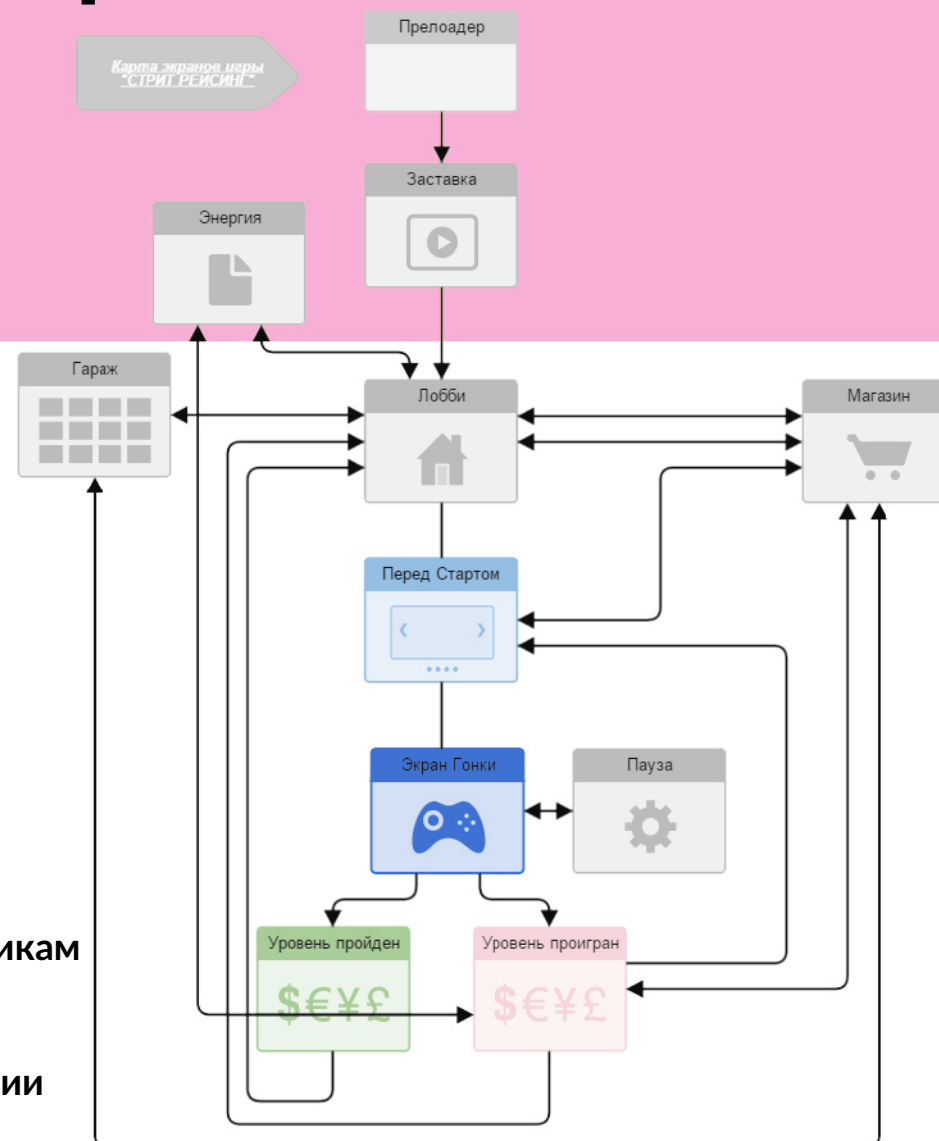 Прелоадер
Карта экранов игры
"СТРИТ РЕЙСИНГ"
Заставка
Энергия
Гараж
Лобби
Магазин
Перед Стартом
Экран Гонки
Пауза
Уровень пройден
Уровень проигран
икам
$€¥£
$€¥£
ии